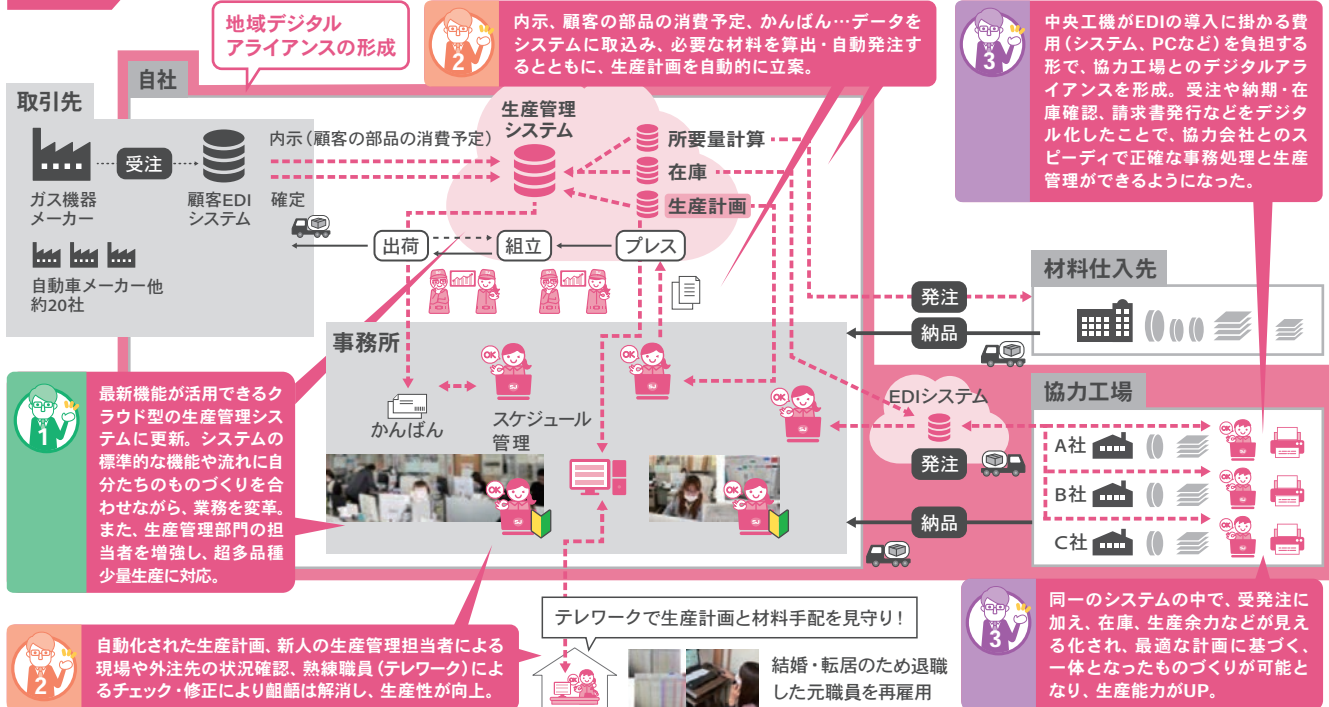 地域デジタル
アライアンスの形成
2
内示、顧客の部品の消費予定、かんばん…データを
システムに取込み、必要な材料を算出・自動発注す
るとともに、生産計画を自動的に立案。
3
中央工機がEDIの導入に掛かる費
用（システム、PCなど）を負担する
形で、協力工場とのデジタルアラ
イアンスを形成。受注や納期・在
庫確認、請求書発行などをデジタ
ル化したことで、協力会社とのス
ピーディで正確な事務処理と生産
管理ができるようになった。
自社
取引先
受注
ガス機器
メーカー
顧客EDI
システム
内示（顧客の部品の消費予定）
確定
自動車メーカー他
約20社
生産管理
システム
所要量計算
在庫
生産計画
出荷
組立
プレス
材料仕入先
発注
納品
事務所
OK
OK
OK
かんばん
スケジュール
管理
OK
OK
EDIシステム
発注
納品
協力工場
A社
OK
B社
OK
C社
OK
1
最新機能が活用できるク
ラウド型の生産管理シス
テムに更新。システムの
標準的な機能や流れに自
分たちのものづくりを合
わせながら、業務を変革。
また、生産管理部門の担
当者を増強し、超多品種
少量生産に対応。
2
自動化された生産計画、新人の生産管理担当者による
現場や外注先の状況確認、熟練職員（テレワーク）によ
るチェック・修正により齟齬は解消し、生産性が向上。
テレワークで生産計画と材料手配を見守り！
結婚・転居のため退職
した元職員を再雇用
3
同一のシステムの中で、受発注に
加え、在庫、生産余力などが見え
る化され、最適な計画に基づく、
一体となったものづくりが可能と
なり、生産能力がUP。